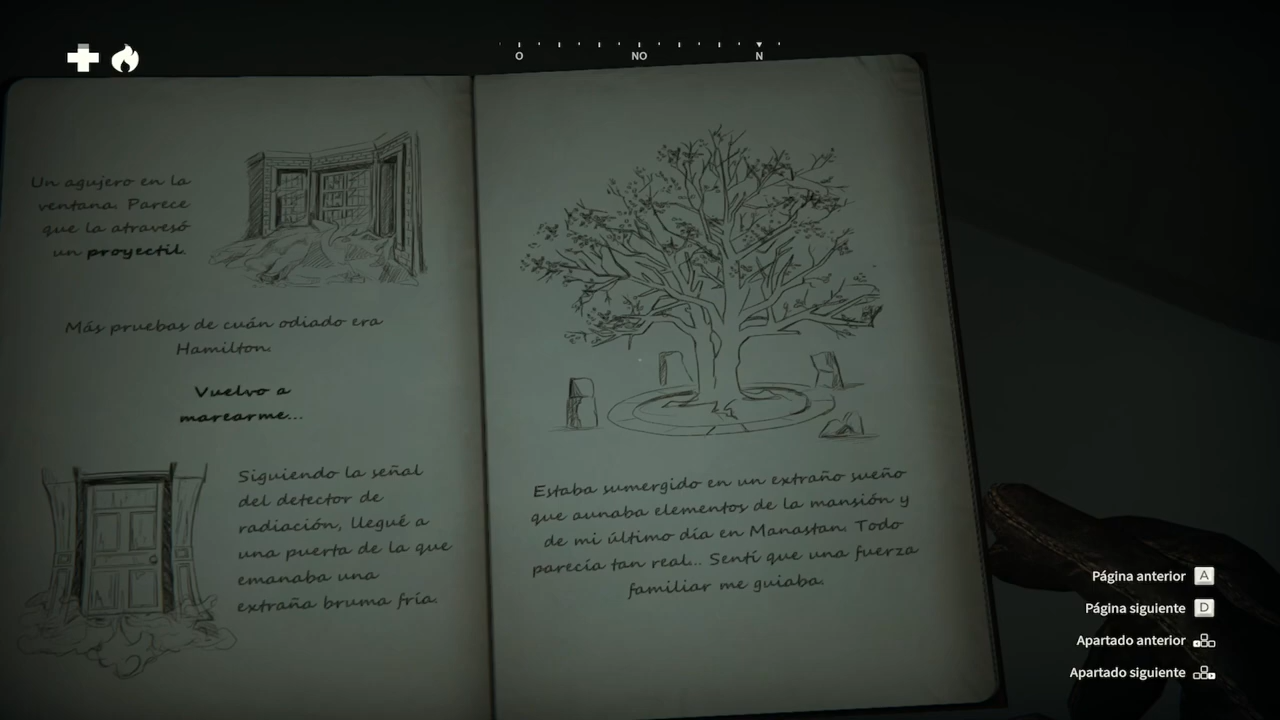 O NO N
Un agujero en la
ventana. Parece
que la atravesó
un proyectil.
Más pruebas de cuán odiado era
Hamilton.
Vuelvo a
marearme...
Siguiendo la señal
del detector de
radiación, llegué a
una puerta de la que
emanaba una
extraña bruma fría.
Estaba sumergido en un extraño sueño
que aunaba elementos de la mansión y
de mi último día en Manastan. Todo
parecía tan real... Sentí que una fuerza
familiar me guiaba.
Página anterior A
Página siguiente D
Apartado anterior
Apartado siguiente